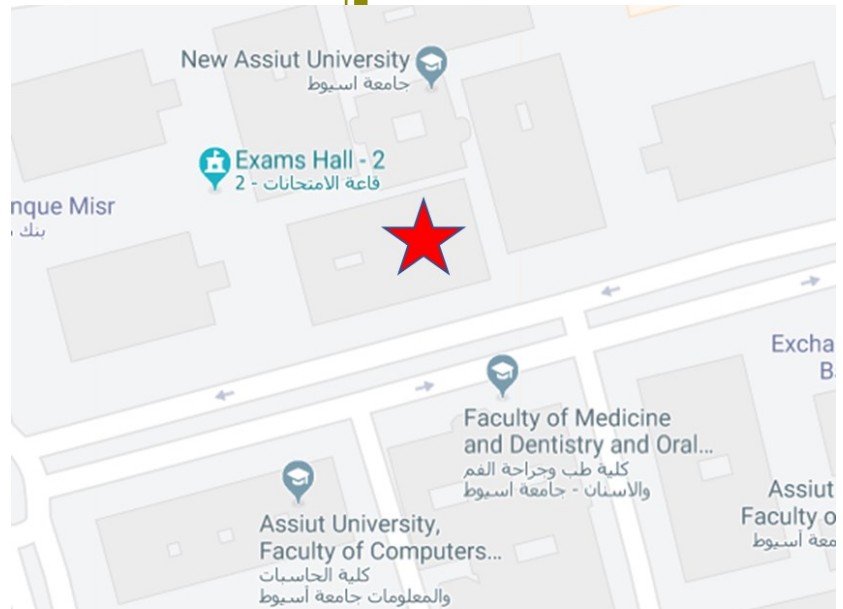 New Assiut University
جامعة اسيوط
Exams Hall - 2
قاعة الامتحانات - 2
nque Misr
بنك
Excha
B
Faculty of Medicine
and Dentistry and Oral...
كلية طب وجراحة الفم
والاسنان - جامعة اسيوط
Assiut
Faculty o
معة أسيوط
Assiut University,
Faculty of Computers...
كلية الحاسبات
والمعلومات جامعة أسيوط